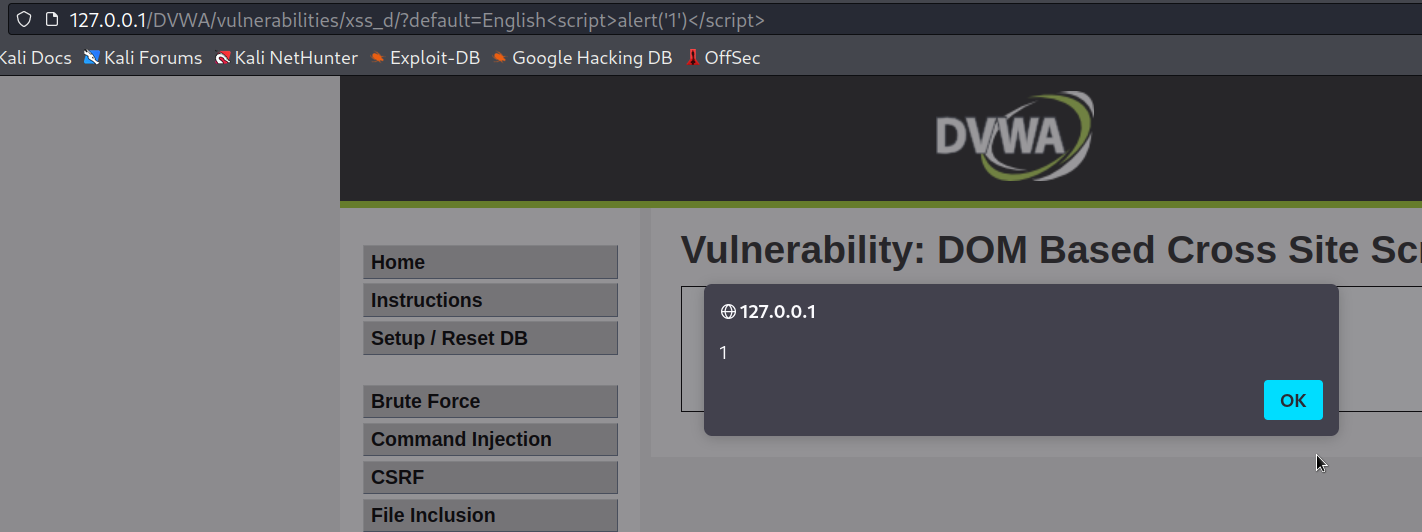 127.0.0.1/DVWA/vulnerabilities/xss_d/?default=English<script>alert('1')</script>
Kali Docs Kali Forums Kali NetHunter Exploit-DB Google Hacking DB OffSec
DVWA
Vulnerability: DOM Based Cross Site Scr
127.0.0.1
1
OK
Home
Instructions
Setup / Reset DB
Brute Force
Command Injection
CSRF
File Inclusion